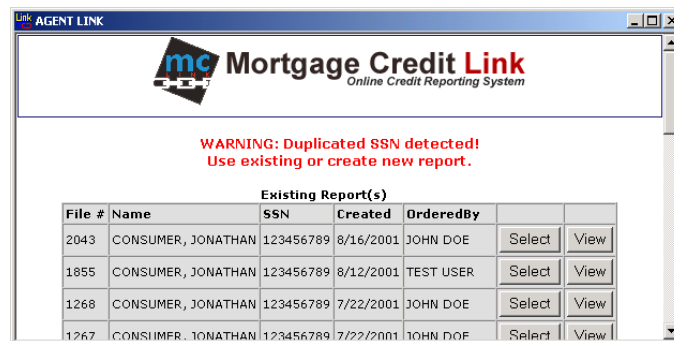 Link AGENT LINK
mc Mortgage Credit Link
LINK Online Credit Reporting System
WARNING: Duplicated SSN detected!
Use existing or create new report.
Existing Report(s)
File # Name SSN Created OrderedBy
2043 CONSUMER, JONATHAN 123456789 8/16/2001 JOHN DOE Select View
1855 CONSUMER, JONATHAN 123456789 8/12/2001 TEST USER Select View
1268 CONSUMER, JONATHAN 123456789 7/22/2001 JOHN DOE Select View
1267 CONSUMER, JONATHAN 123456789 7/22/2001 JOHN DOE Select View